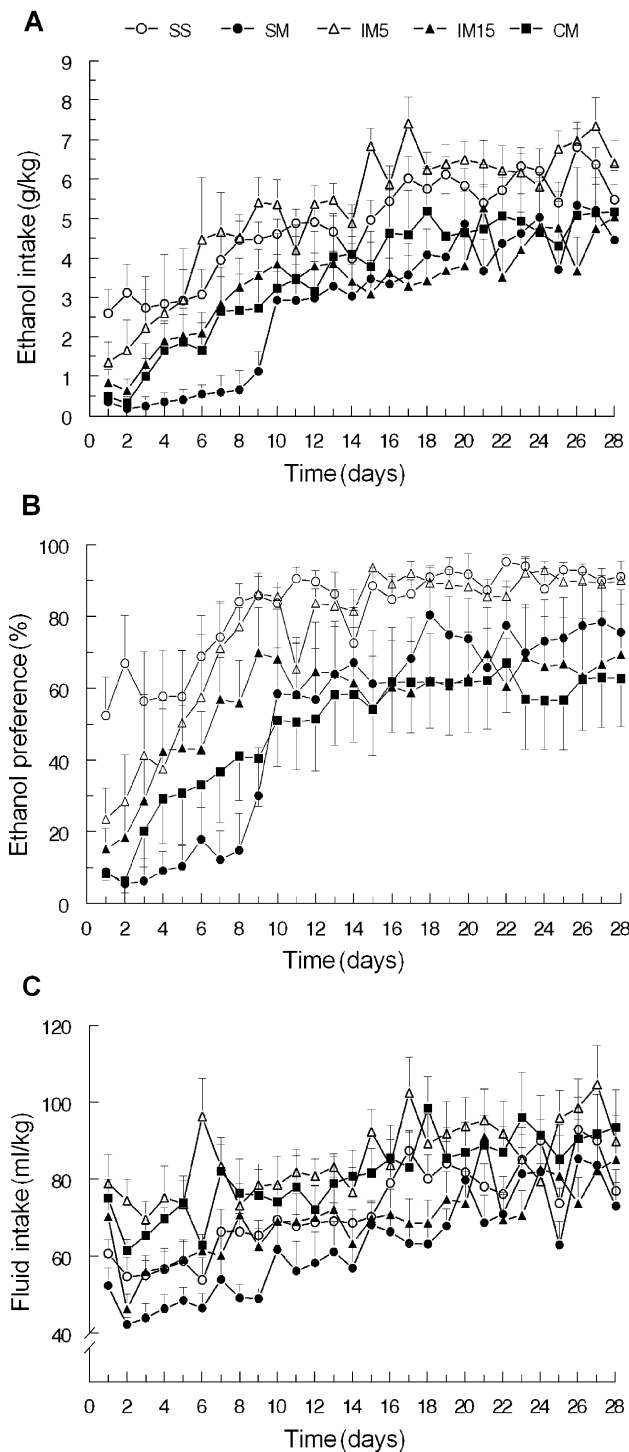 A
SS SM IM5 IM15 CM
9
8
7
6
5
4
3
2
1
0
Ethanol intake (g/kg)
0 2 4 6 8 10 12 14 16 18 20 22 24 26 28
Time (days)
B
100
80
60
40
20
0
Ethanol preference (%)
0 2 4 6 8 10 12 14 16 18 20 22 24 26 28
Time (days)
C
120
100
80
60
40
Fluid intake (ml/kg)
0 2 4 6 8 10 12 14 16 18 20 22 24 26 28
Time (days)